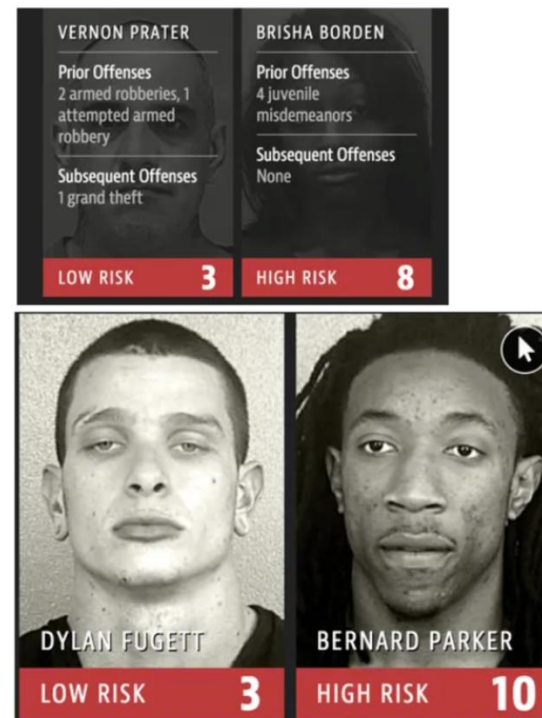 VERNON PRATER
Prior Offenses
2 armed robberies, 1
attempted armed
robbery
Subsequent Offenses
1 grand theft
LOW RISK 3
BRISHA BORDEN
Prior Offenses
4 juvenile
misdemeanors
Subsequent Offenses
None
HIGH RISK 8
DYLAN FUGETT
LOW RISK 3
BERNARD PARKER
HIGH RISK 10